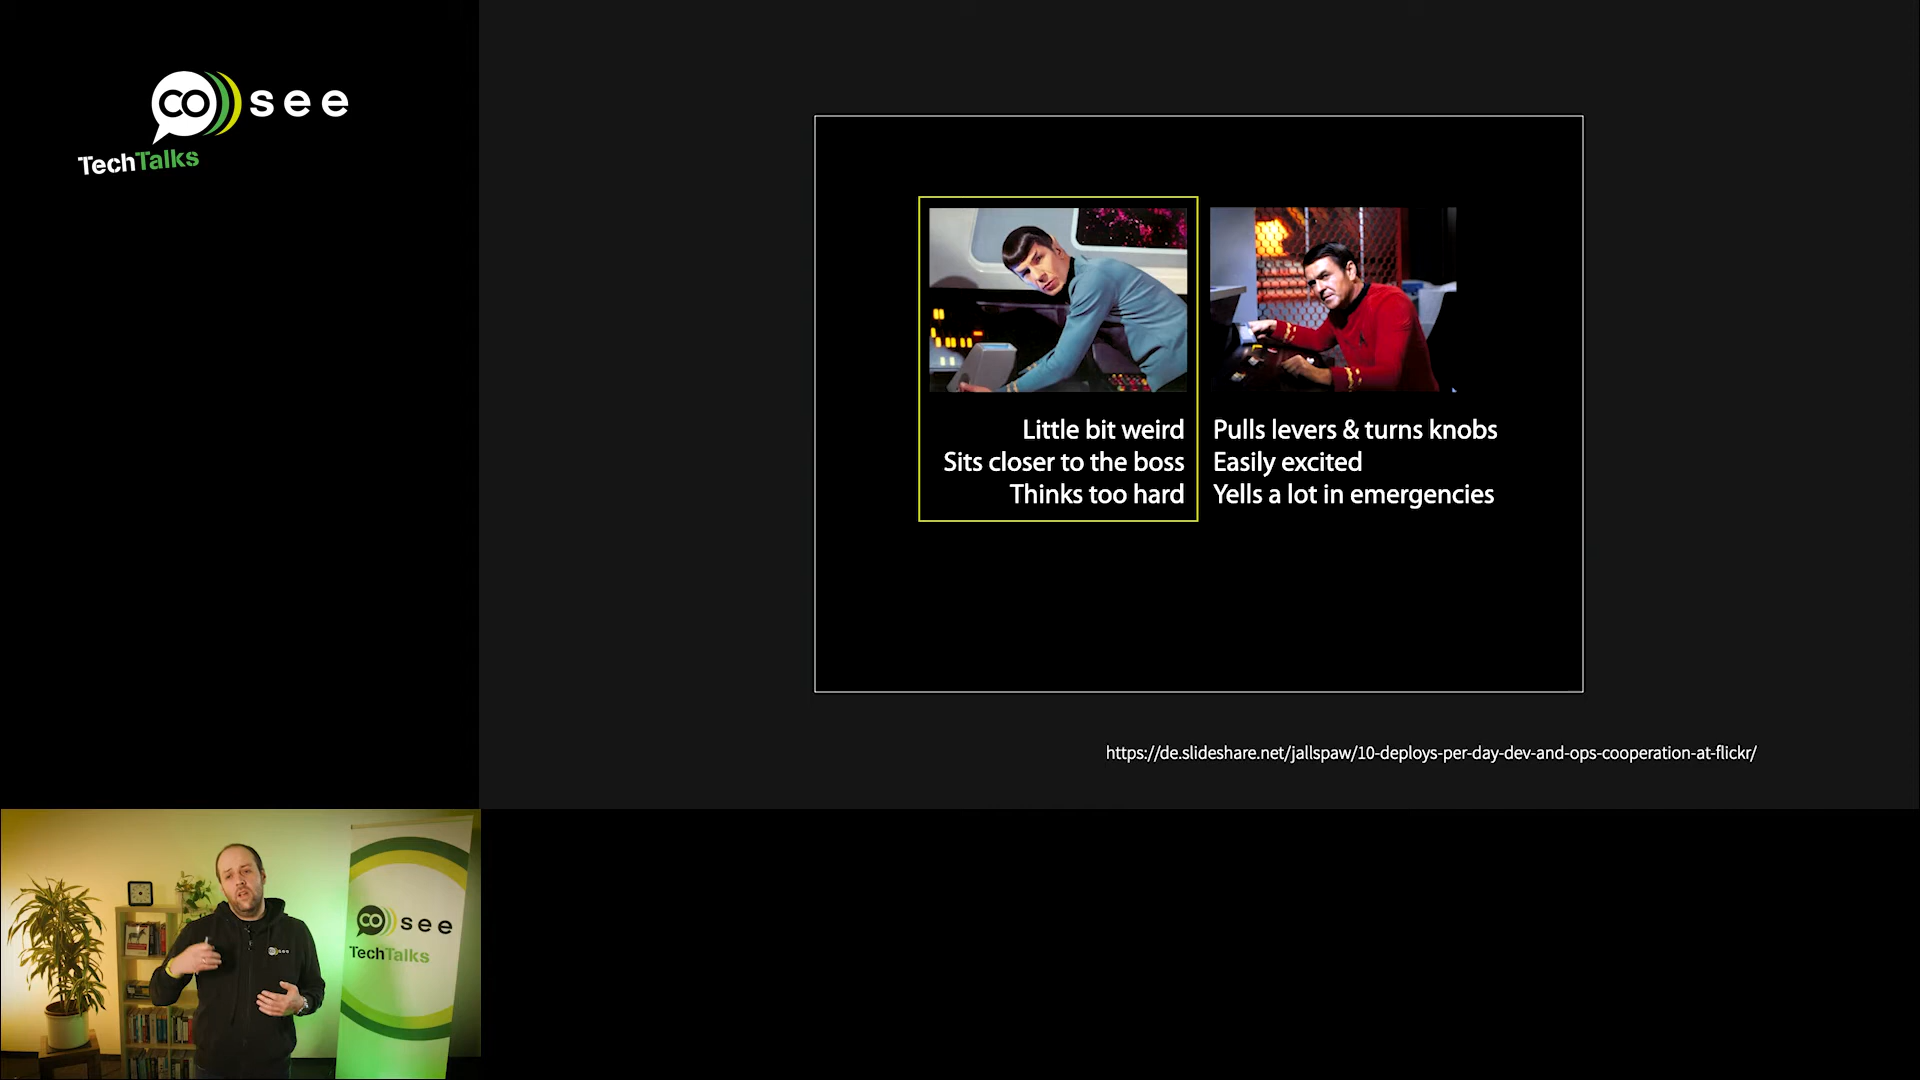 co see
TechTalks
Little bit weird
Sits closer to the boss
Thinks too hard
Pulls levers & turns knobs
Easily excited
Yells a lot in emergencies
https://de.slideshare.net/jallspaw/10-deploys-per-day-dev-and-ops-cooperation-at-flickr/
co see
co see
TechTalks